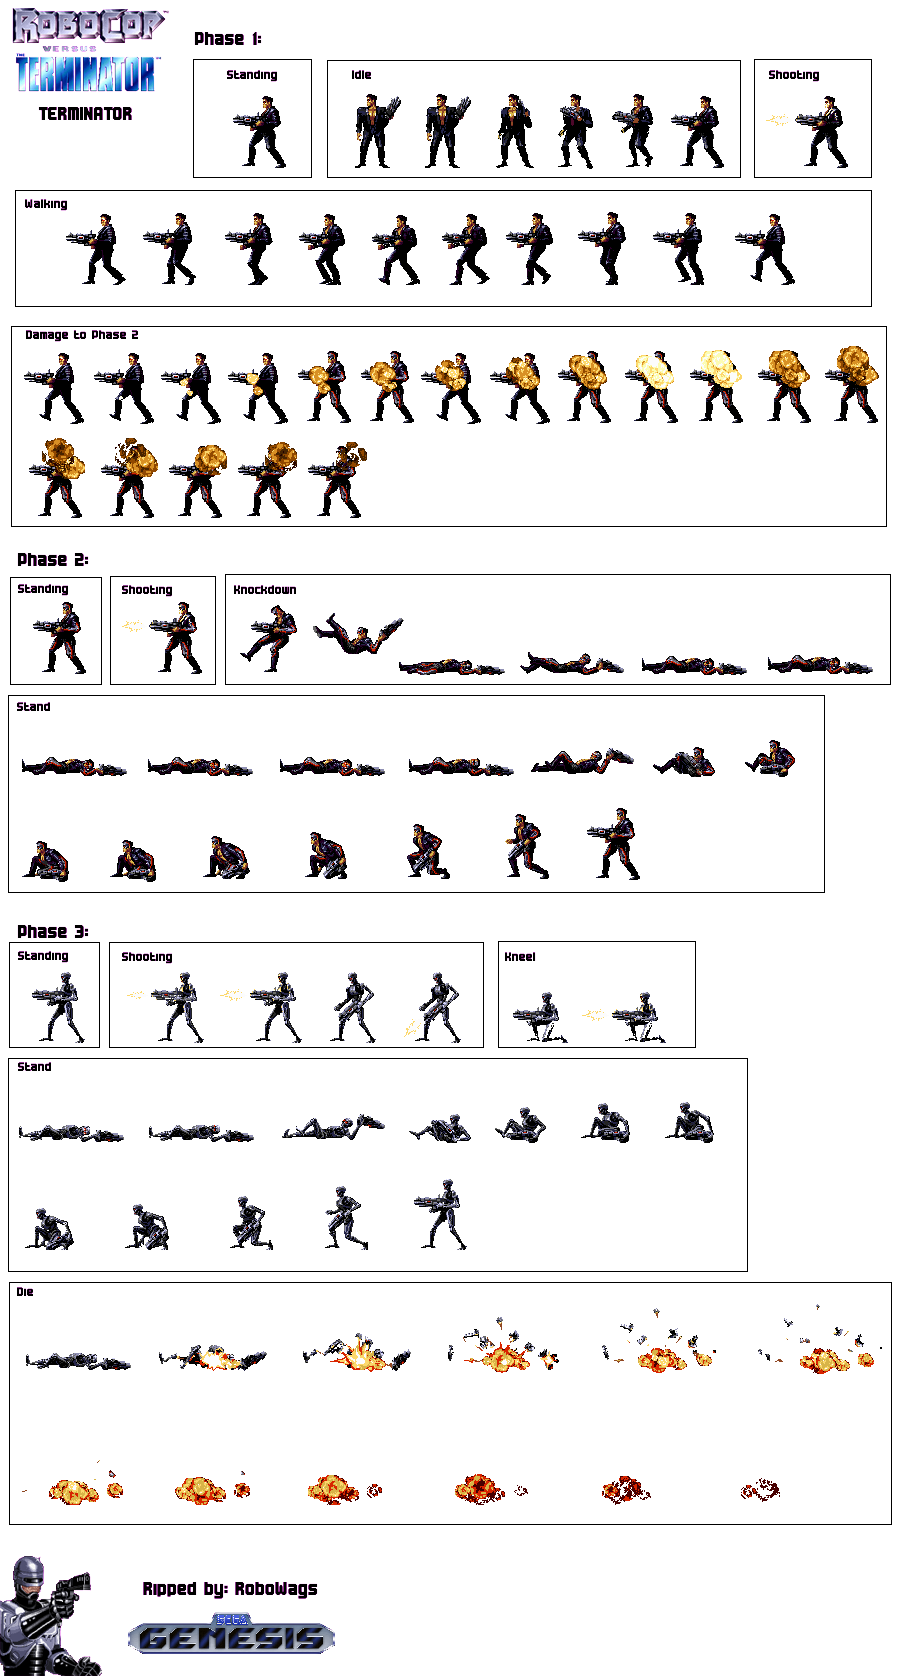 ROBOCOP
VERSUS
THE
TERMINATOR
TERMINATOR
Phase 1:
Standing
Idle
Shooting
Walking
Damage to Phase 2
Phase 2:
Standing
Shooting
Knockdown
Stand
Phase 3:
Standing
Shooting
Kneel
Stand
Die
Ripped by: RoboWags
SEGA
GENESIS